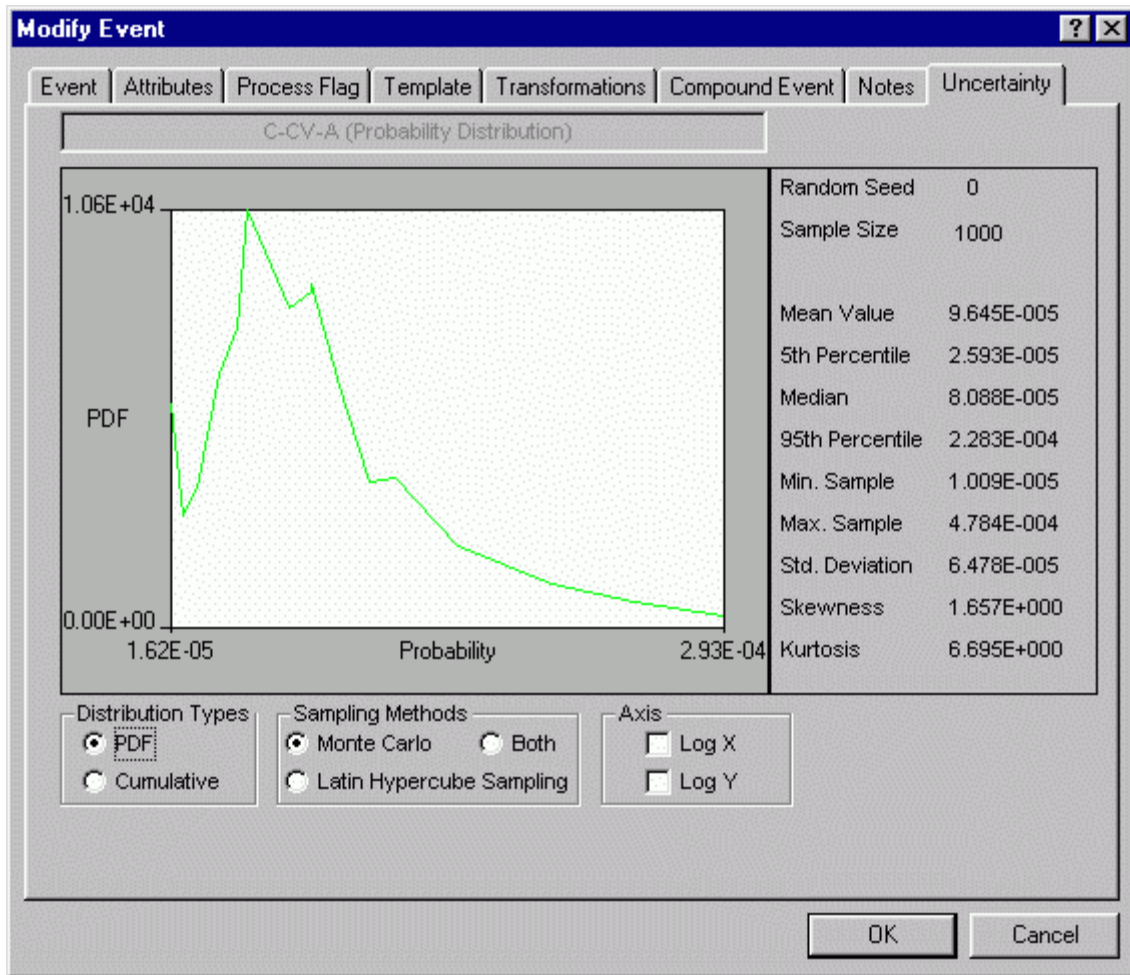 Modify Event
Event Attributes Process Flag Template Transformations Compound Event Notes Uncertainty
C-CV-A (Probability Distribution)
1.06E+04
PDF
0.00E+00
1.62E-05 Probability 2.93E-04
Random Seed 0
Sample Size 1000
Mean Value 9.645E-005
5th Percentile 2.593E-005
Median 8.088E-005
95th Percentile 2.283E-004
Min. Sample 1.009E-005
Max. Sample 4.784E-004
Std. Deviation 6.478E-005
Skewness 1.657E+000
Kurtosis 6.695E+000
Distribution Types
PDF
Cumulative
Sampling Methods
Monte Carlo Both
Latin Hypercube Sampling
Axis
Log X
Log Y
OK Cancel